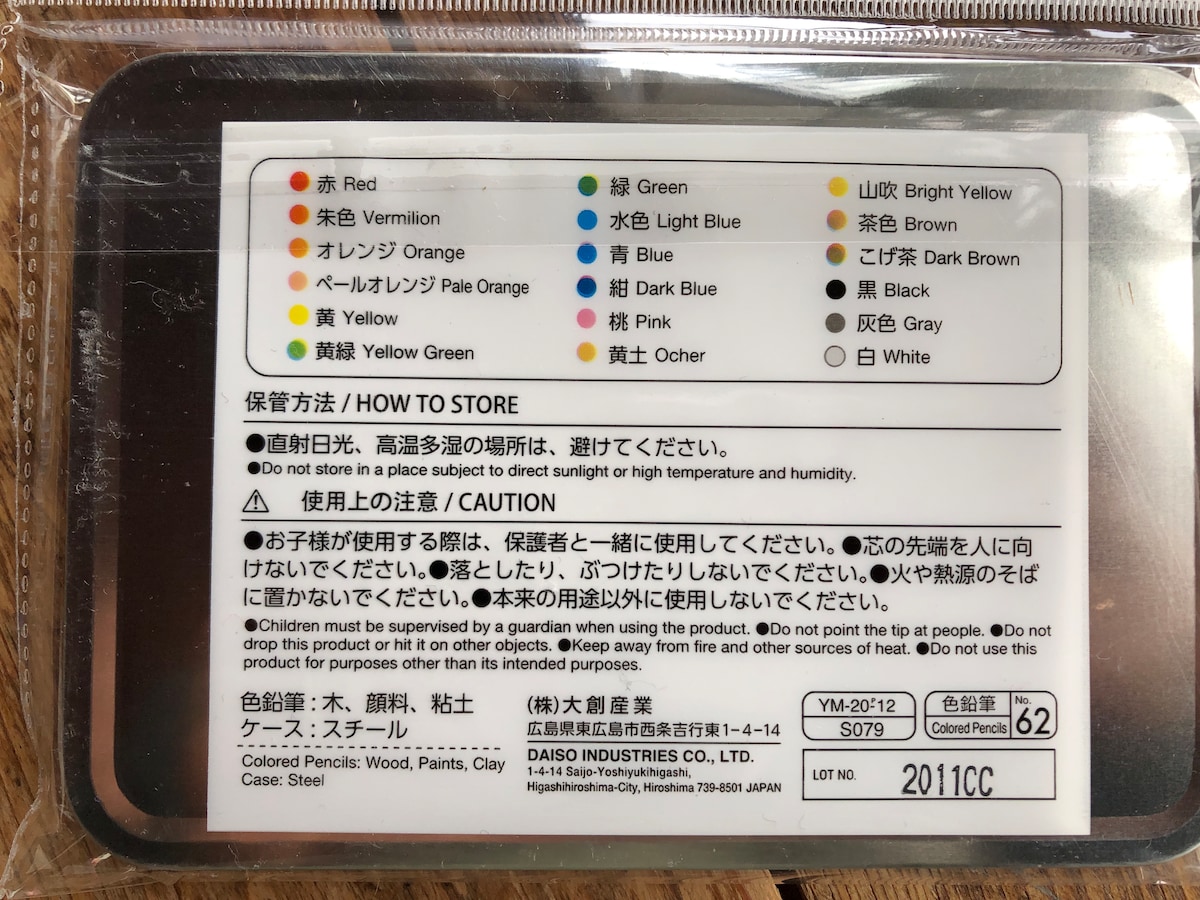 赤 Red
朱色 Vermilion
オレンジ Orange
ペールオレンジ Pale Orange
黄 Yellow
黄緑 Yellow Green
緑 Green
水色 Light Blue
青 Blue
紺 Dark Blue
桃 Pink
黄土 Ocher
山吹 Bright Yellow
茶色 Brown
こげ茶 Dark Brown
黒 Black
灰色 Gray
白 White
保管方法 / HOW TO STORE
●直射日光、高温多湿の場所は、避けてください。
●Do not store in a place subject to direct sunlight or high temperature and humidity.
⚠ 使用上の注意 / CAUTION
●お子様が使用する際は、保護者と一緒に使用してください。●芯の先端を人に向
けないでください。●落としたり、ぶつけたりしないでください。●火や熱源のそば
に置かないでください。●本来の用途以外に使用しないでください。
●Children must be supervised by a guardian when using the product. ●Do not point the tip at people. ●Do not
drop this product or hit it on other objects. ●Keep away from fire and other sources of heat. ●Do not use this
product for purposes other than its intended purposes.
色鉛筆 : 木、顔料、粘土
ケース : スチール
Colored Pencils: Wood, Paints, Clay
Case: Steel
(株)大創産業
広島県東広島市西条吉行東1-4-14
DAISO INDUSTRIES CO., LTD.
1-4-14 Saijo-Yoshiyukihigashi,
Higashihiroshima-City, Hiroshima 739-8501 JAPAN
S079
色鉛筆
Colored Pencils
No.
62
LOT NO. 2011CC